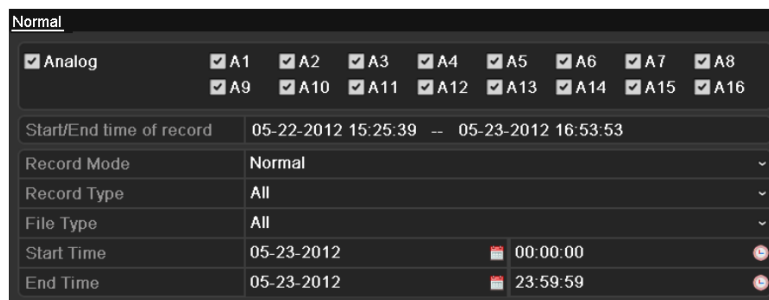 Normal
Analog A1 A2 A3 A4 A5 A6 A7 A8
A9 A10 A11 A12 A13 A14 A15 A16
Start/End time of record 05-22-2012 15:25:39 -- 05-23-2012 16:53:53
Record Mode Normal
Record Type All
File Type All
Start Time 05-23-2012 00:00:00
End Time 05-23-2012 23:59:59